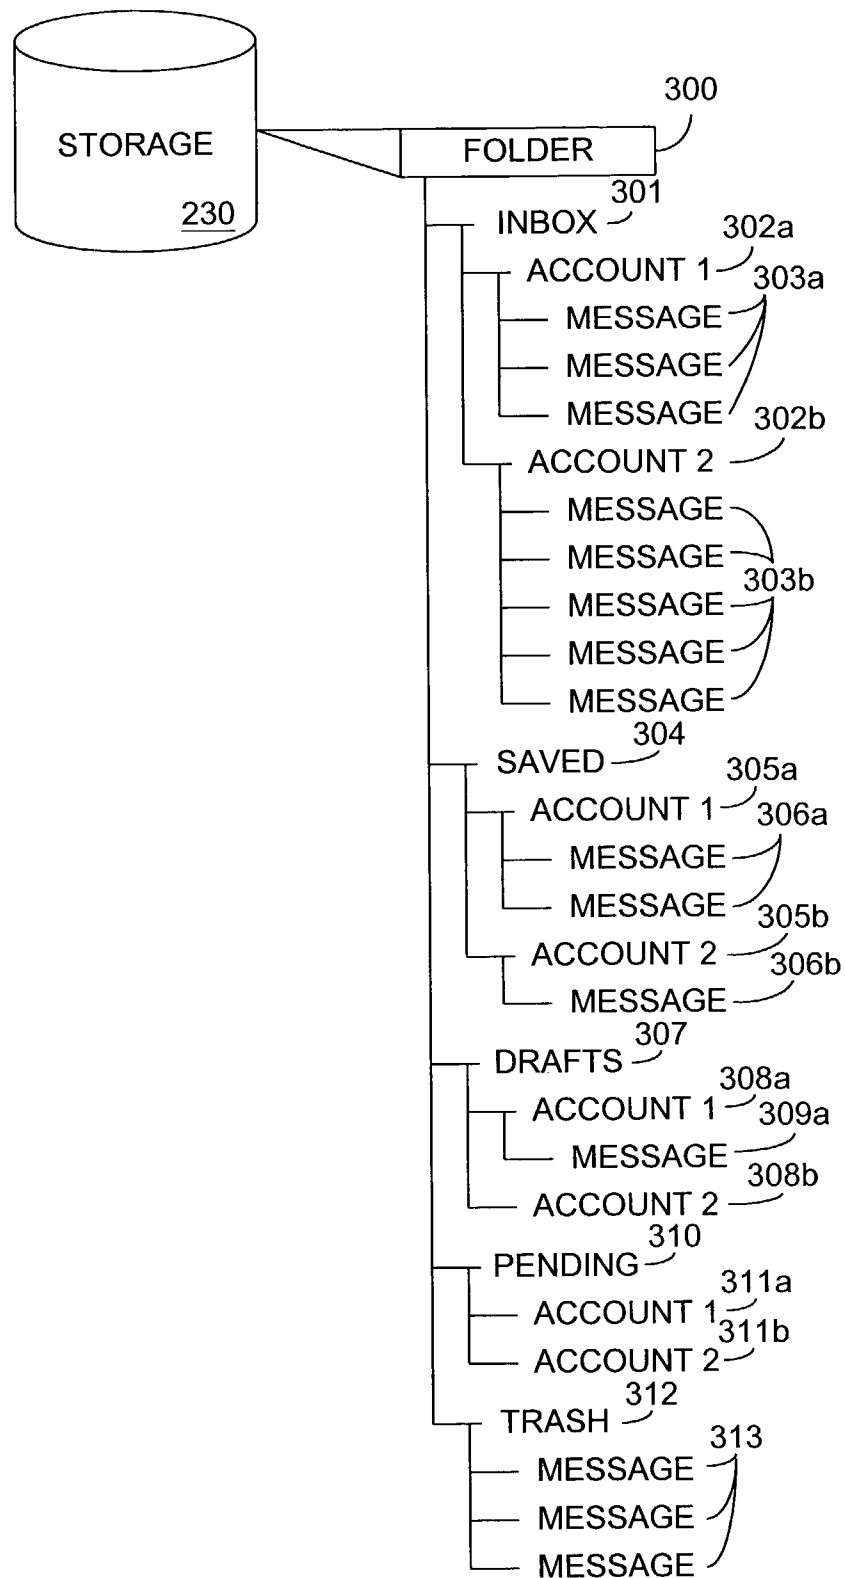 300
STORAGE
FOLDER
230
301
INBOX
302a
ACCOUNT 1
303a
MESSAGE
MESSAGE
MESSAGE
302b
ACCOUNT 2
MESSAGE
MESSAGE
303b
MESSAGE
MESSAGE
MESSAGE
304
SAVED
305a
ACCOUNT 1
306a
MESSAGE
MESSAGE
305b
ACCOUNT 2
306b
MESSAGE
307
DRAFTS
308a
ACCOUNT 1
309a
MESSAGE
308b
ACCOUNT 2
310
PENDING
311a
ACCOUNT 1
311b
ACCOUNT 2
312
TRASH
313
MESSAGE
MESSAGE
MESSAGE